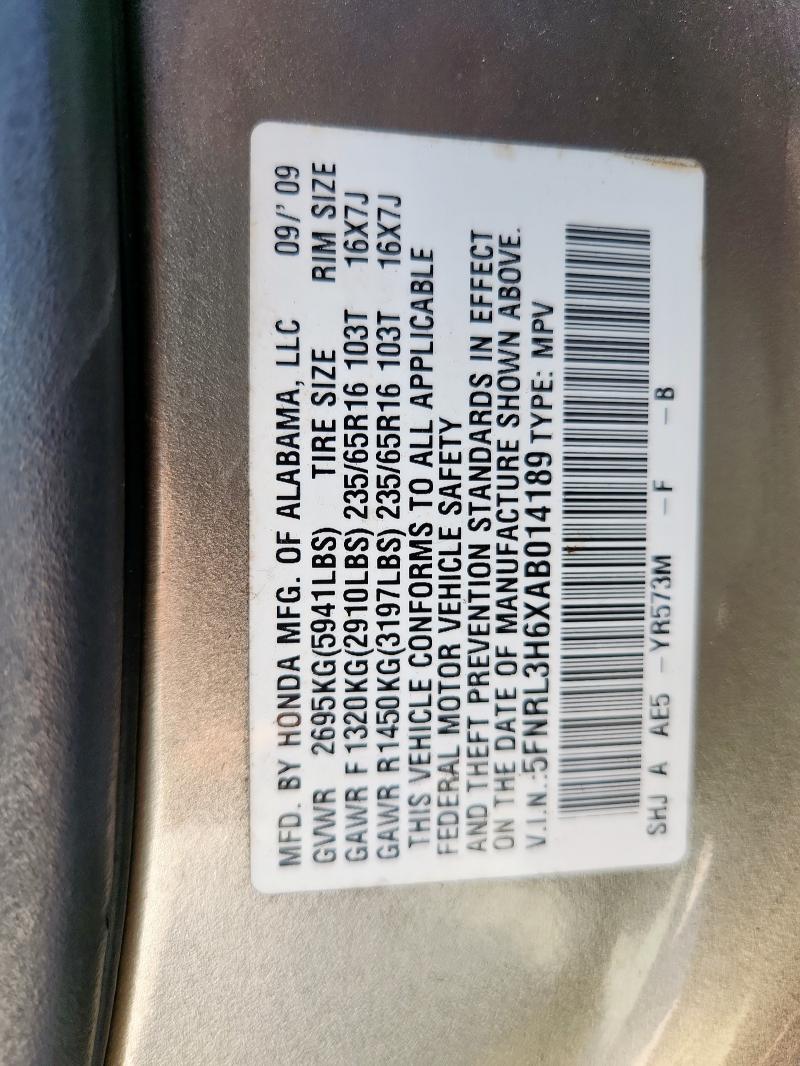 MFD. BY HONDA MFG. OF ALABAMA, LLC 09/' 09
GVWR 2695KG(5941LBS) TIRE SIZE RIM SIZE
GAWR F 1320KG(2910LBS) 235/65R16 103T 16X7J
GAWR R1450KG(3197LBS) 235/65R16 103T 16X7J
THIS VEHICLE CONFORMS TO ALL APPLICABLE
FEDERAL MOTOR VEHICLE SAFETY
AND THEFT PREVENTION STANDARDS IN EFFECT
ON THE DATE OF MANUFACTURE SHOWN ABOVE.
V.I.N.:5FNRL3H6XAB014189 TYPE: MPV
SHJ A AE5 -YR573M -F -B